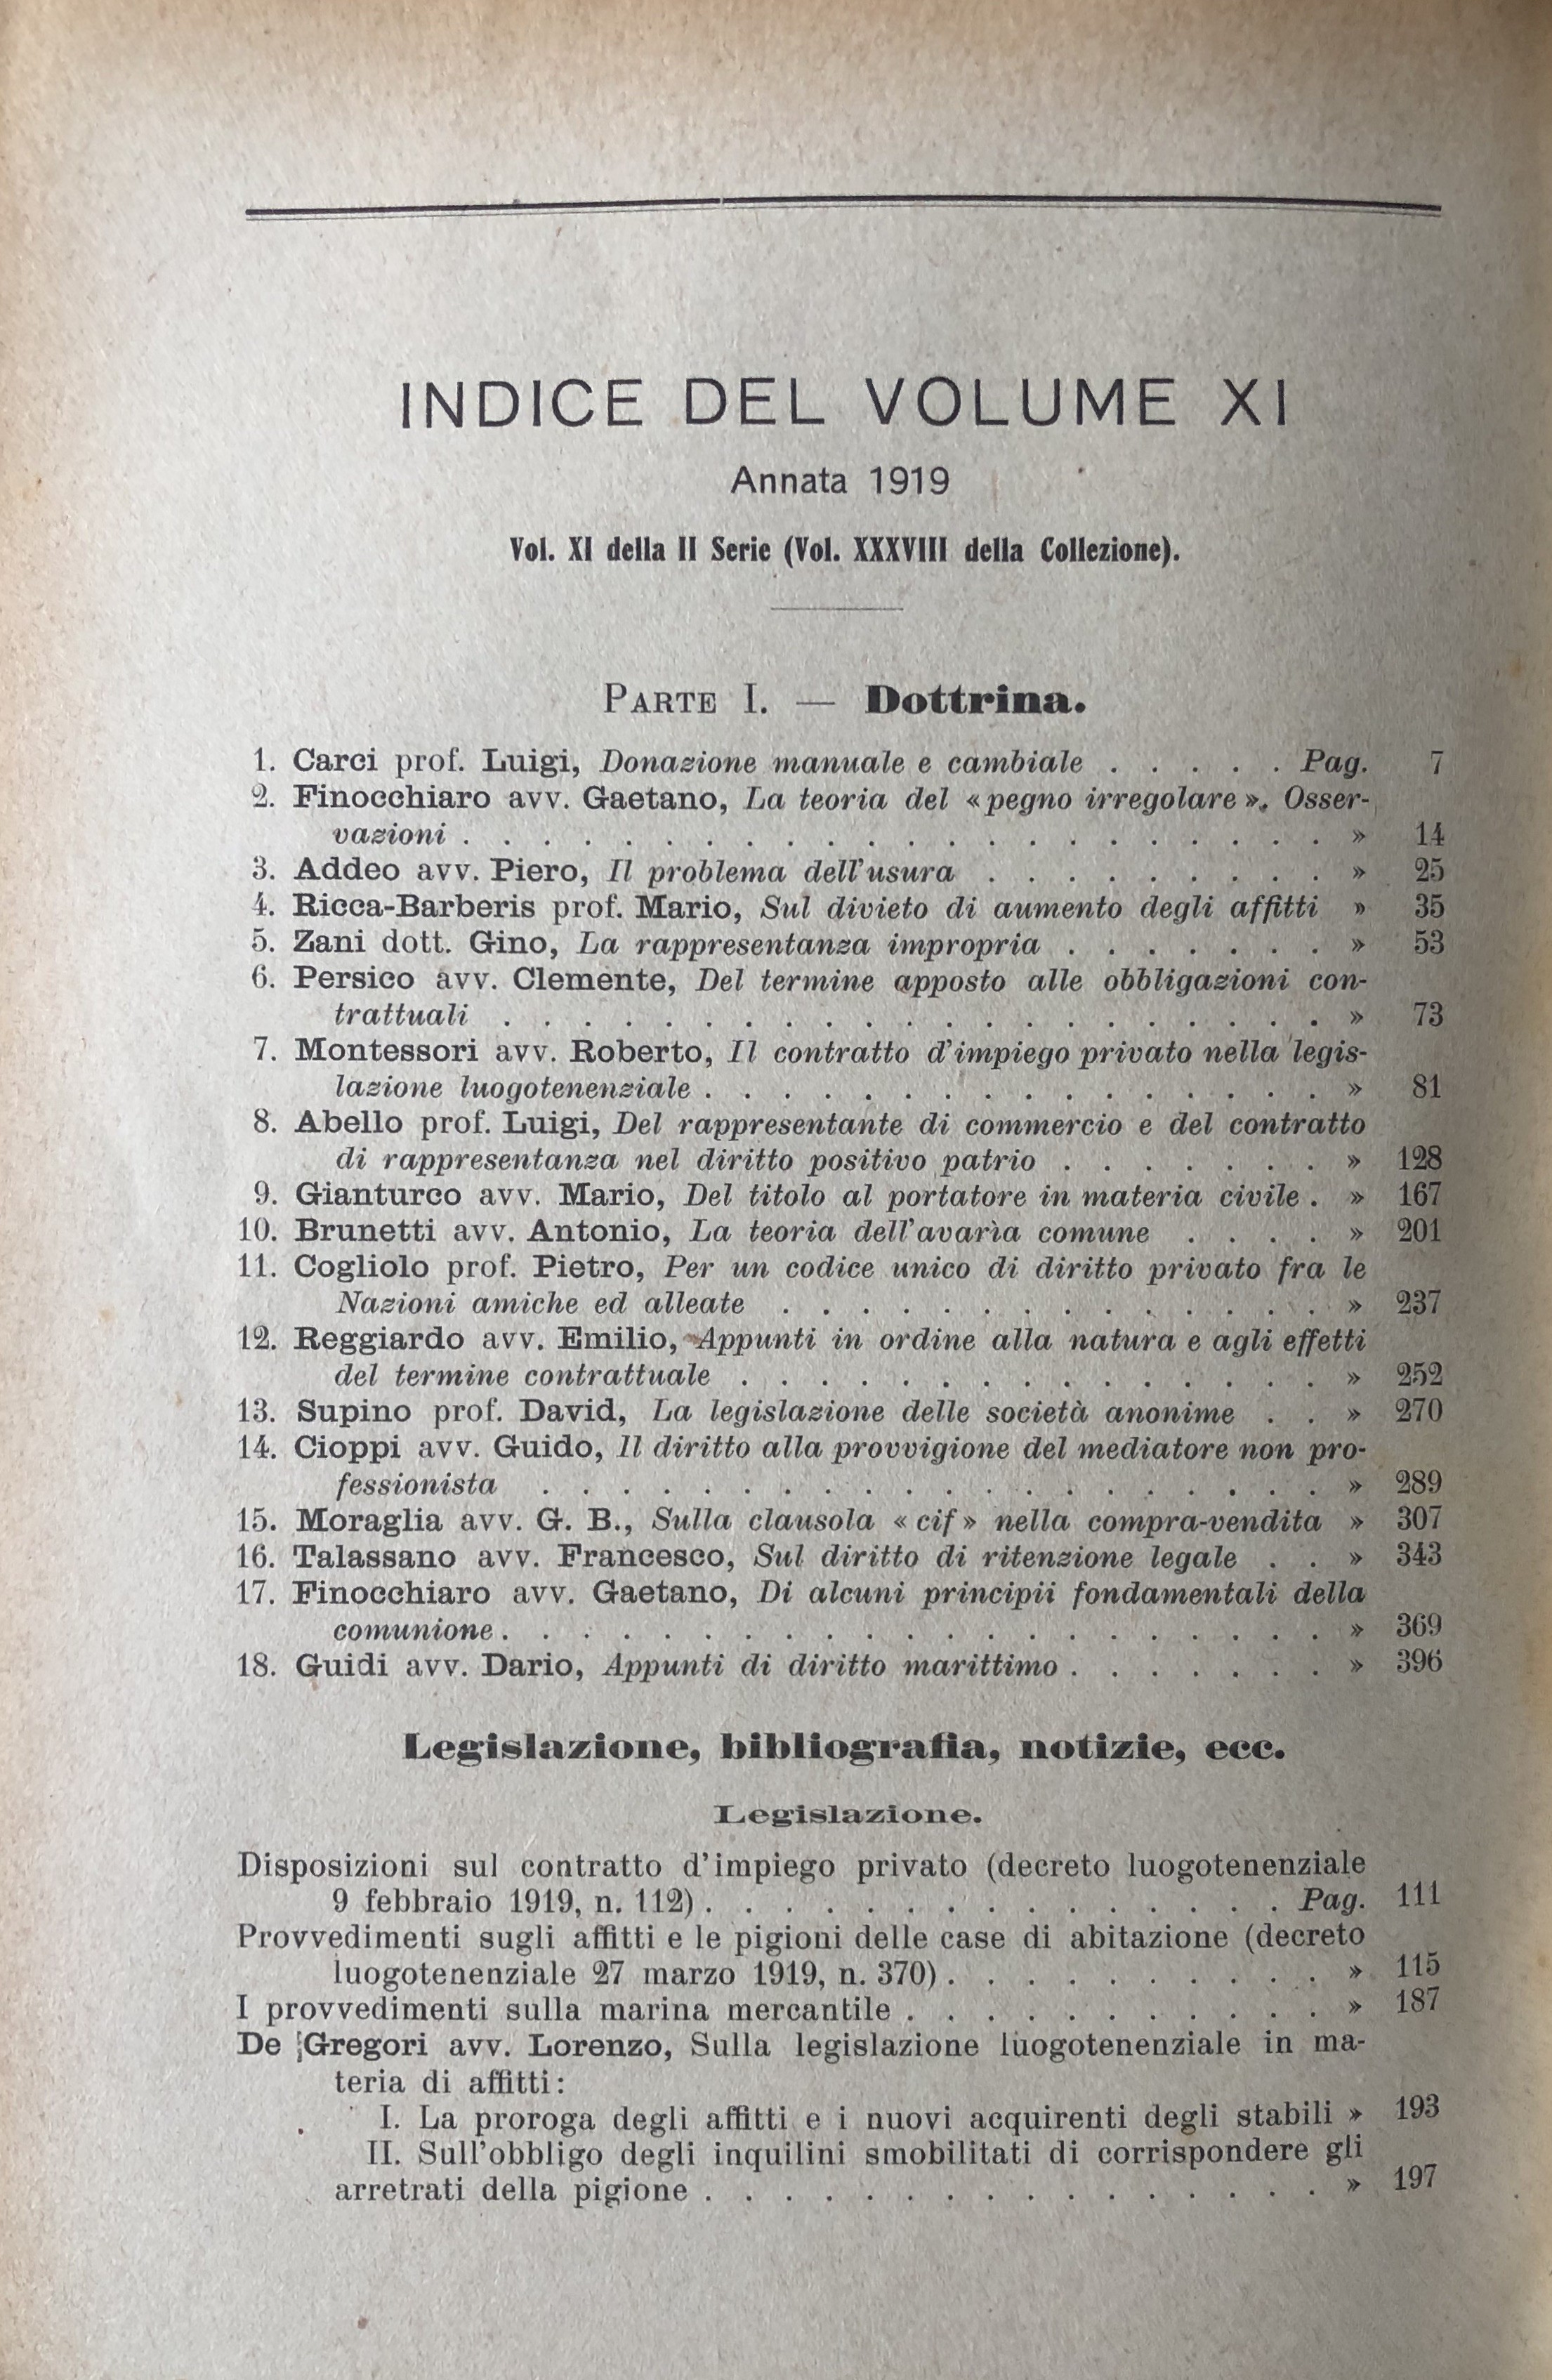 INDICE DEL VOLUME XI
Annata 1919
Vol. XI della II Serie (Vol. XXXVIII della Collezione).
PARTE I. — Dottrina.
1. Carci prof. Luigi, Donazione manuale e cambiale . . . . . Pag. 7
2. Finocchiaro avv. Gaetano, La teoria del « pegno irregolare ». Osser-
vazioni . . . . . . . . . . . . . . . . . . . . . . » 14
3. Addeo avv. Piero, Il problema dell'usura . . . . . . . . . » 25
4. Ricca-Barberis prof. Mario, Sul divieto di aumento degli affitti » 35
5. Zani dott. Gino, La rappresentanza impropria . . . . . . . » 53
6. Persico avv. Clemente, Del termine apposto alle obbligazioni con-
trattuali . . . . . . . . . . . . . . . . . . . . . » 73
7. Montessori avv. Roberto, Il contratto d'impiego privato nella legis-
lazione luogotenenziale . . . . . . . . . . . . . . . . » 81
8. Abello prof. Luigi, Del rappresentante di commercio e del contratto
di rappresentanza nel diritto positivo patrio . . . . . . . » 128
9. Gianturco avv. Mario, Del titolo al portatore in materia civile . » 167
10. Brunetti avv. Antonio, La teoria dell'avarìa comune . . . . » 201
11. Cogliolo prof. Pietro, Per un codice unico di diritto privato fra le
Nazioni amiche ed alleate . . . . . . . . . . . . . . » 237
12. Reggiardo avv. Emilio, Appunti in ordine alla natura e agli effetti
del termine contrattuale . . . . . . . . . . . . . . . » 252
13. Supino prof. David, La legislazione delle società anonime . . » 270
14. Cioppi avv. Guido, Il diritto alla provvigione del mediatore non pro-
fessionista . . . . . . . . . . . . . . . . . . . . » 289
15. Moraglia avv. G. B., Sulla clausola « cif » nella compra-vendita » 307
16. Talassano avv. Francesco, Sul diritto di ritenzione legale . . » 343
17. Finocchiaro avv. Gaetano, Di alcuni principii fondamentali della
comunione . . . . . . . . . . . . . . . . . . . . . » 369
18. Guidi avv. Dario, Appunti di diritto marittimo . . . . . . . » 396
Legislazione, bibliografia, notizie, ecc.
Legislazione.
Disposizioni sul contratto d'impiego privato (decreto luogotenenziale
9 febbraio 1919, n. 112) . . . . . . . . . . . . . . . Pag. 111
Provvedimenti sugli affitti e le pigioni delle case di abitazione (decreto
luogotenenziale 27 marzo 1919, n. 370) . . . . . . . . . . » 115
I provvedimenti sulla marina mercantile . . . . . . . . . . . » 187
De Gregori avv. Lorenzo, Sulla legislazione luogotenenziale in ma-
teria di affitti :
I. La proroga degli affitti e i nuovi acquirenti degli stabili » 193
II. Sull'obbligo degli inquilini smobilitati di corrispondere gli
arretrati della pigione . . . . . . . . . . . . . . . . » 197